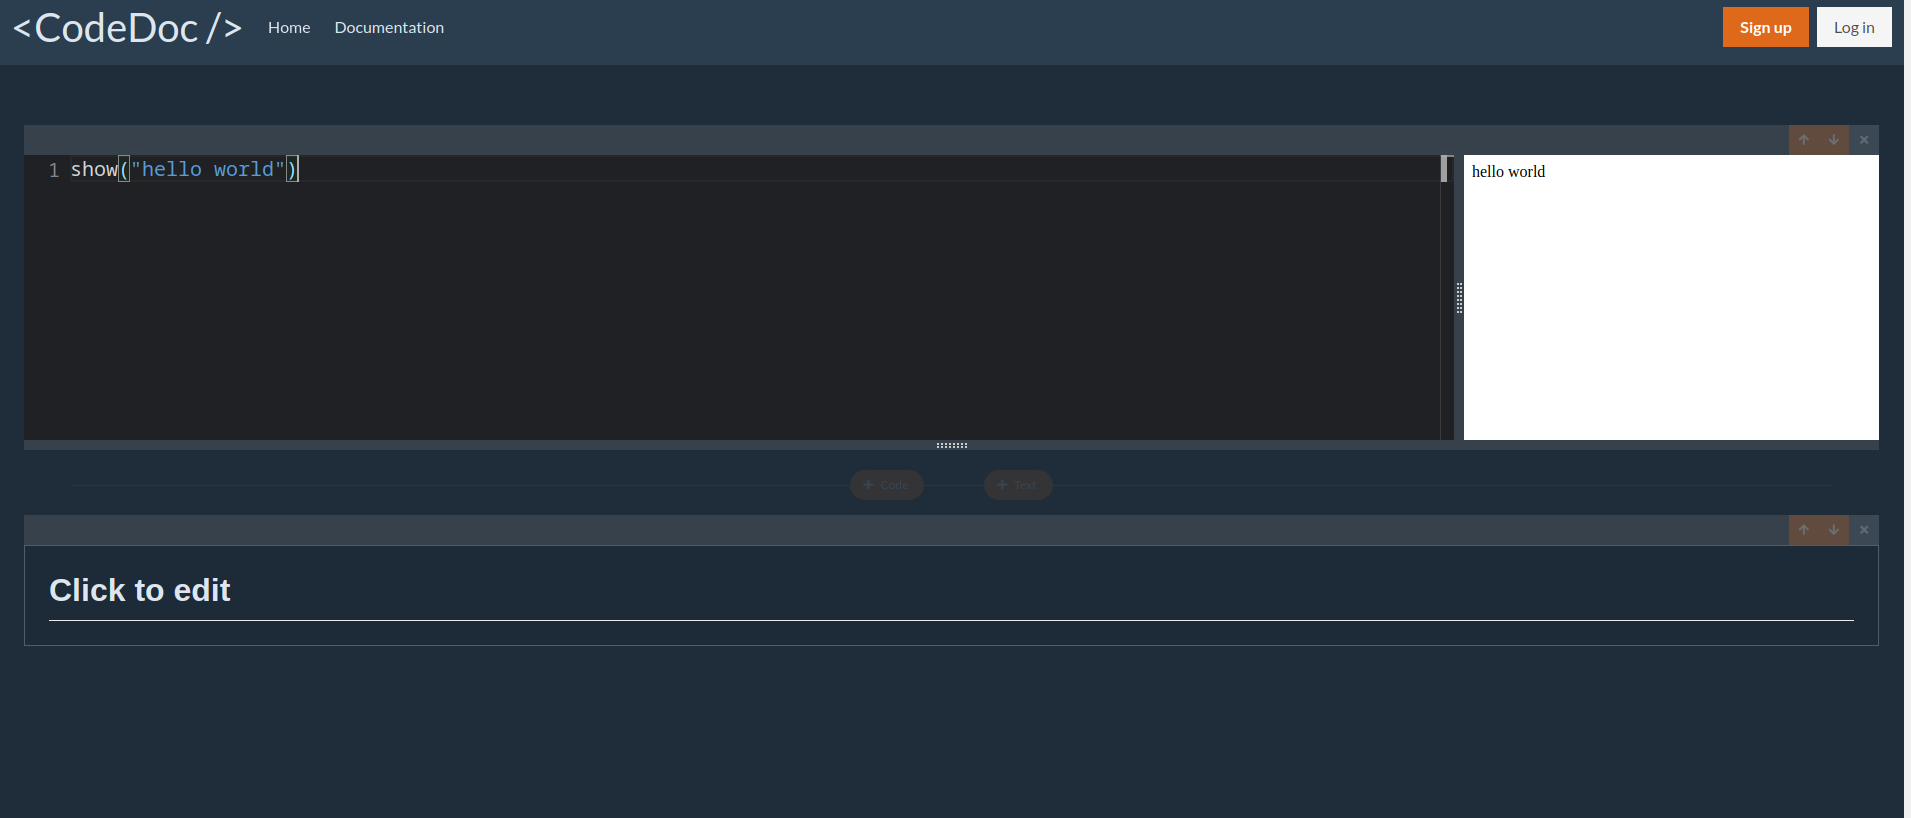 <CodeDoc /> Home Documentation Sign up Log in
1 show("hello world")
hello world
+ Code + Text
Click to edit